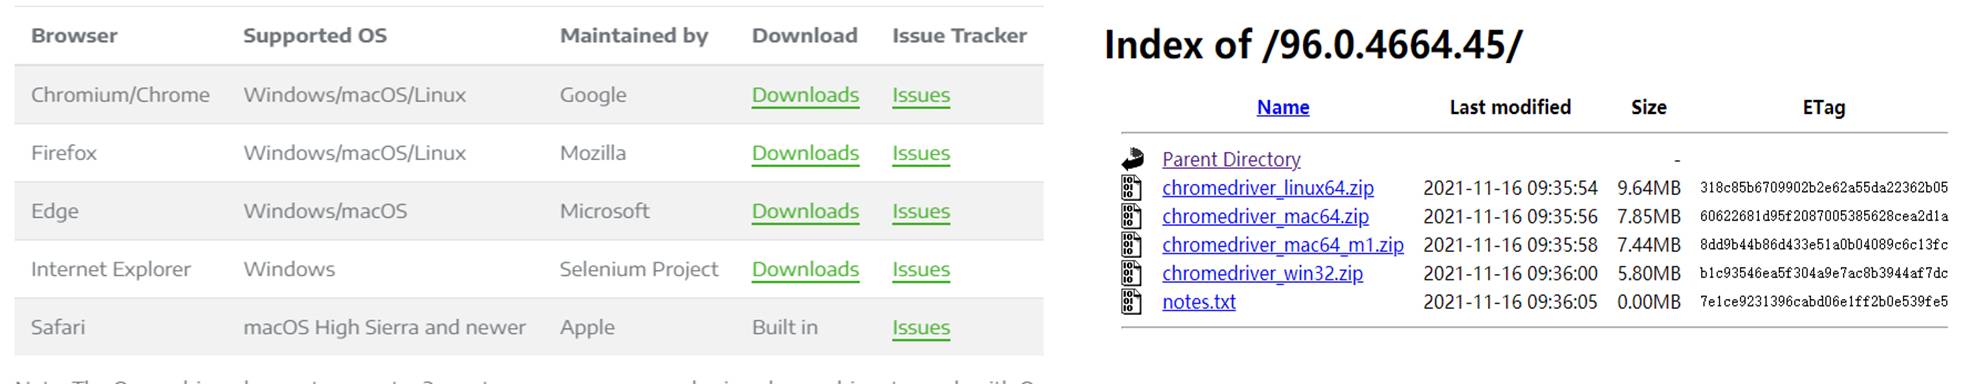 Browser Supported OS Maintained by Download Issue Tracker
Chromium/Chrome Windows/macOS/Linux Google Downloads Issues
Firefox Windows/macOS/Linux Mozilla Downloads Issues
Edge Windows/macOS Microsoft Downloads Issues
Internet Explorer Windows Selenium Project Downloads Issues
Safari macOS High Sierra and newer Apple Built in Issues
Index of /96.0.4664.45/
Name Last modified Size ETag
Parent Directory -
chromedriver_linux64.zip 2021-11-16 09:35:54 9.64MB 318c85b6709902b2e62a55da22362b05
chromedriver_mac64.zip 2021-11-16 09:35:56 7.85MB 60622681d95f2087005385628cea2d1a
chromedriver_mac64_m1.zip 2021-11-16 09:35:58 7.44MB 8dd9b44b86d433e51a0b04089c6c13fc
chromedriver_win32.zip 2021-11-16 09:36:00 5.80MB b1c93546ea5f304a9e7ac8b3944af7dc
notes.txt 2021-11-16 09:36:05 0.00MB 7e1ce9231396cabd06e1ff2b0e539fe5